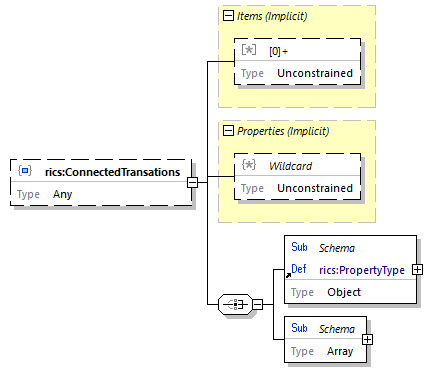 Items (Implicit)
[0]+
Type Unconstrained
Properties (Implicit)
Wildcard
Type Unconstrained
rics:ConnectedTransations
Type Any
Sub Schema
Def rics:PropertyType
Type Object
Sub Schema
Type Array